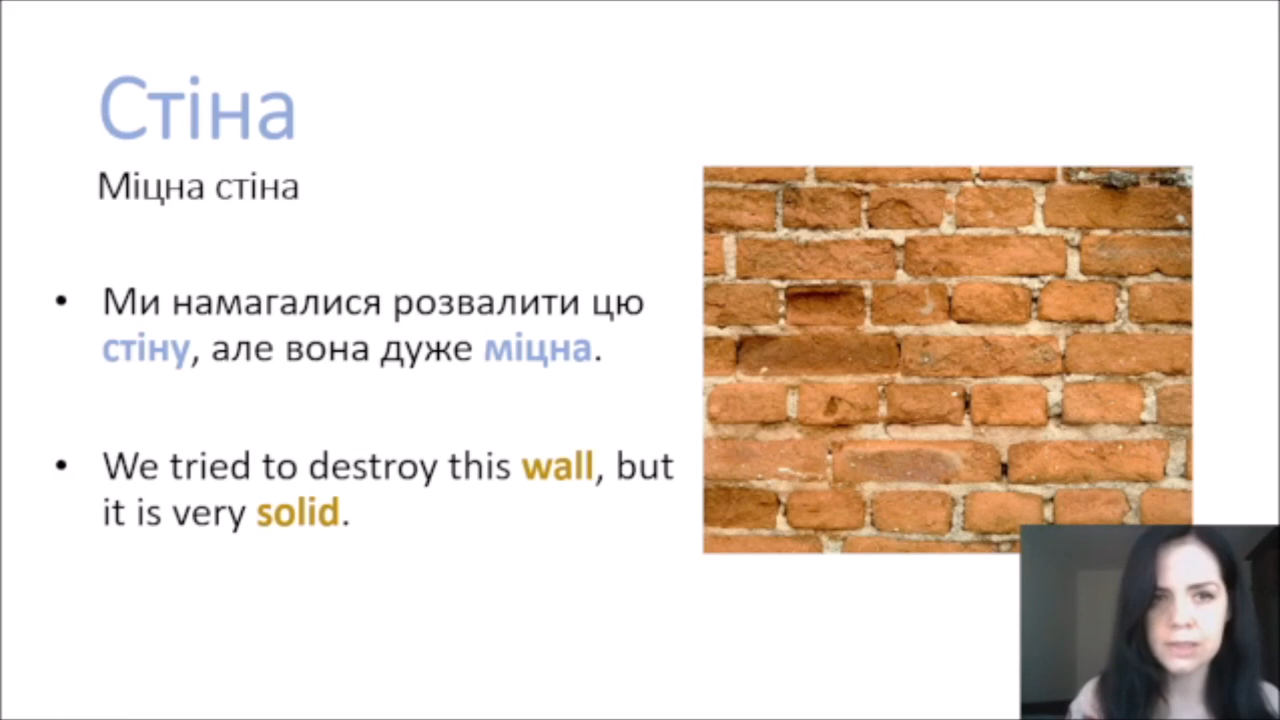 Стіна
Міцна стіна
• Ми намагалися розвалити цю
стіну, але вона дуже міцна.
• We tried to destroy this wall, but
it is very solid.